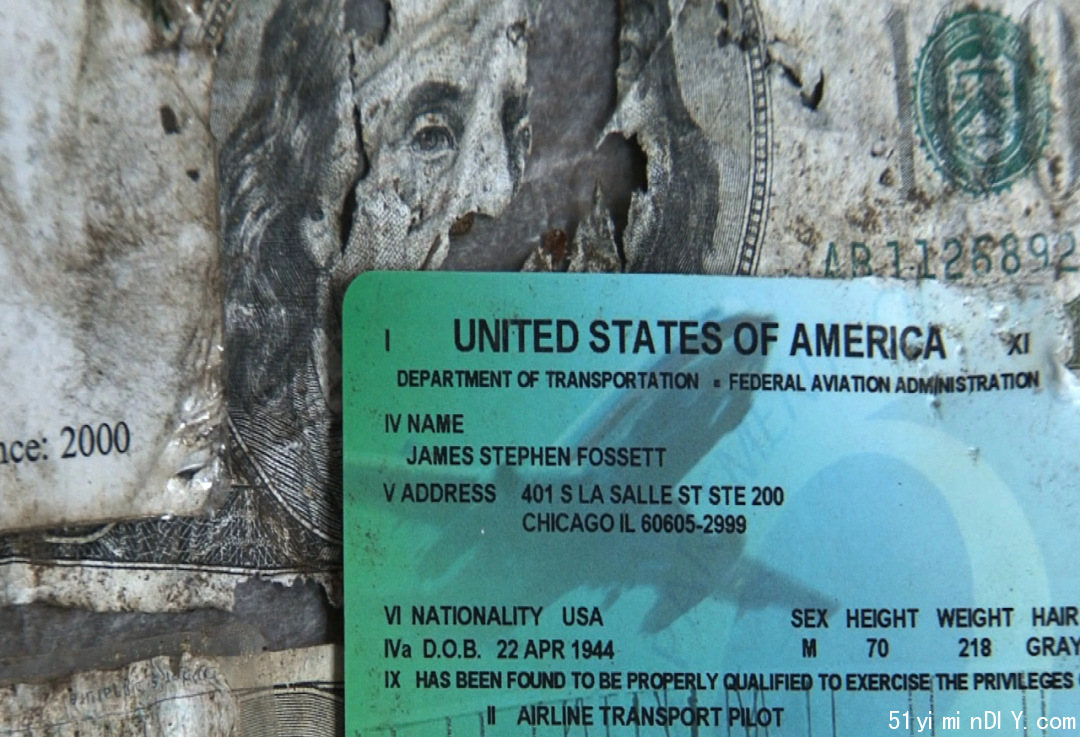 AB1126892
nce: 2000
I UNITED STATES OF AMERICA XI
DEPARTMENT OF TRANSPORTATION ▪ FEDERAL AVIATION ADMINISTRATION
IV NAME
JAMES STEPHEN FOSSETT
V ADDRESS 401 S LA SALLE ST STE 200
CHICAGO IL 60605-2999
VI NATIONALITY USA SEX HEIGHT WEIGHT HAIR
IVa D.O.B. 22 APR 1944 M 70 218 GRAY
IX HAS BEEN FOUND TO BE PROPERLY QUALIFIED TO EXERCISE THE PRIVILEGES
II AIRLINE TRANSPORT PILOT
51yiminDIY.com